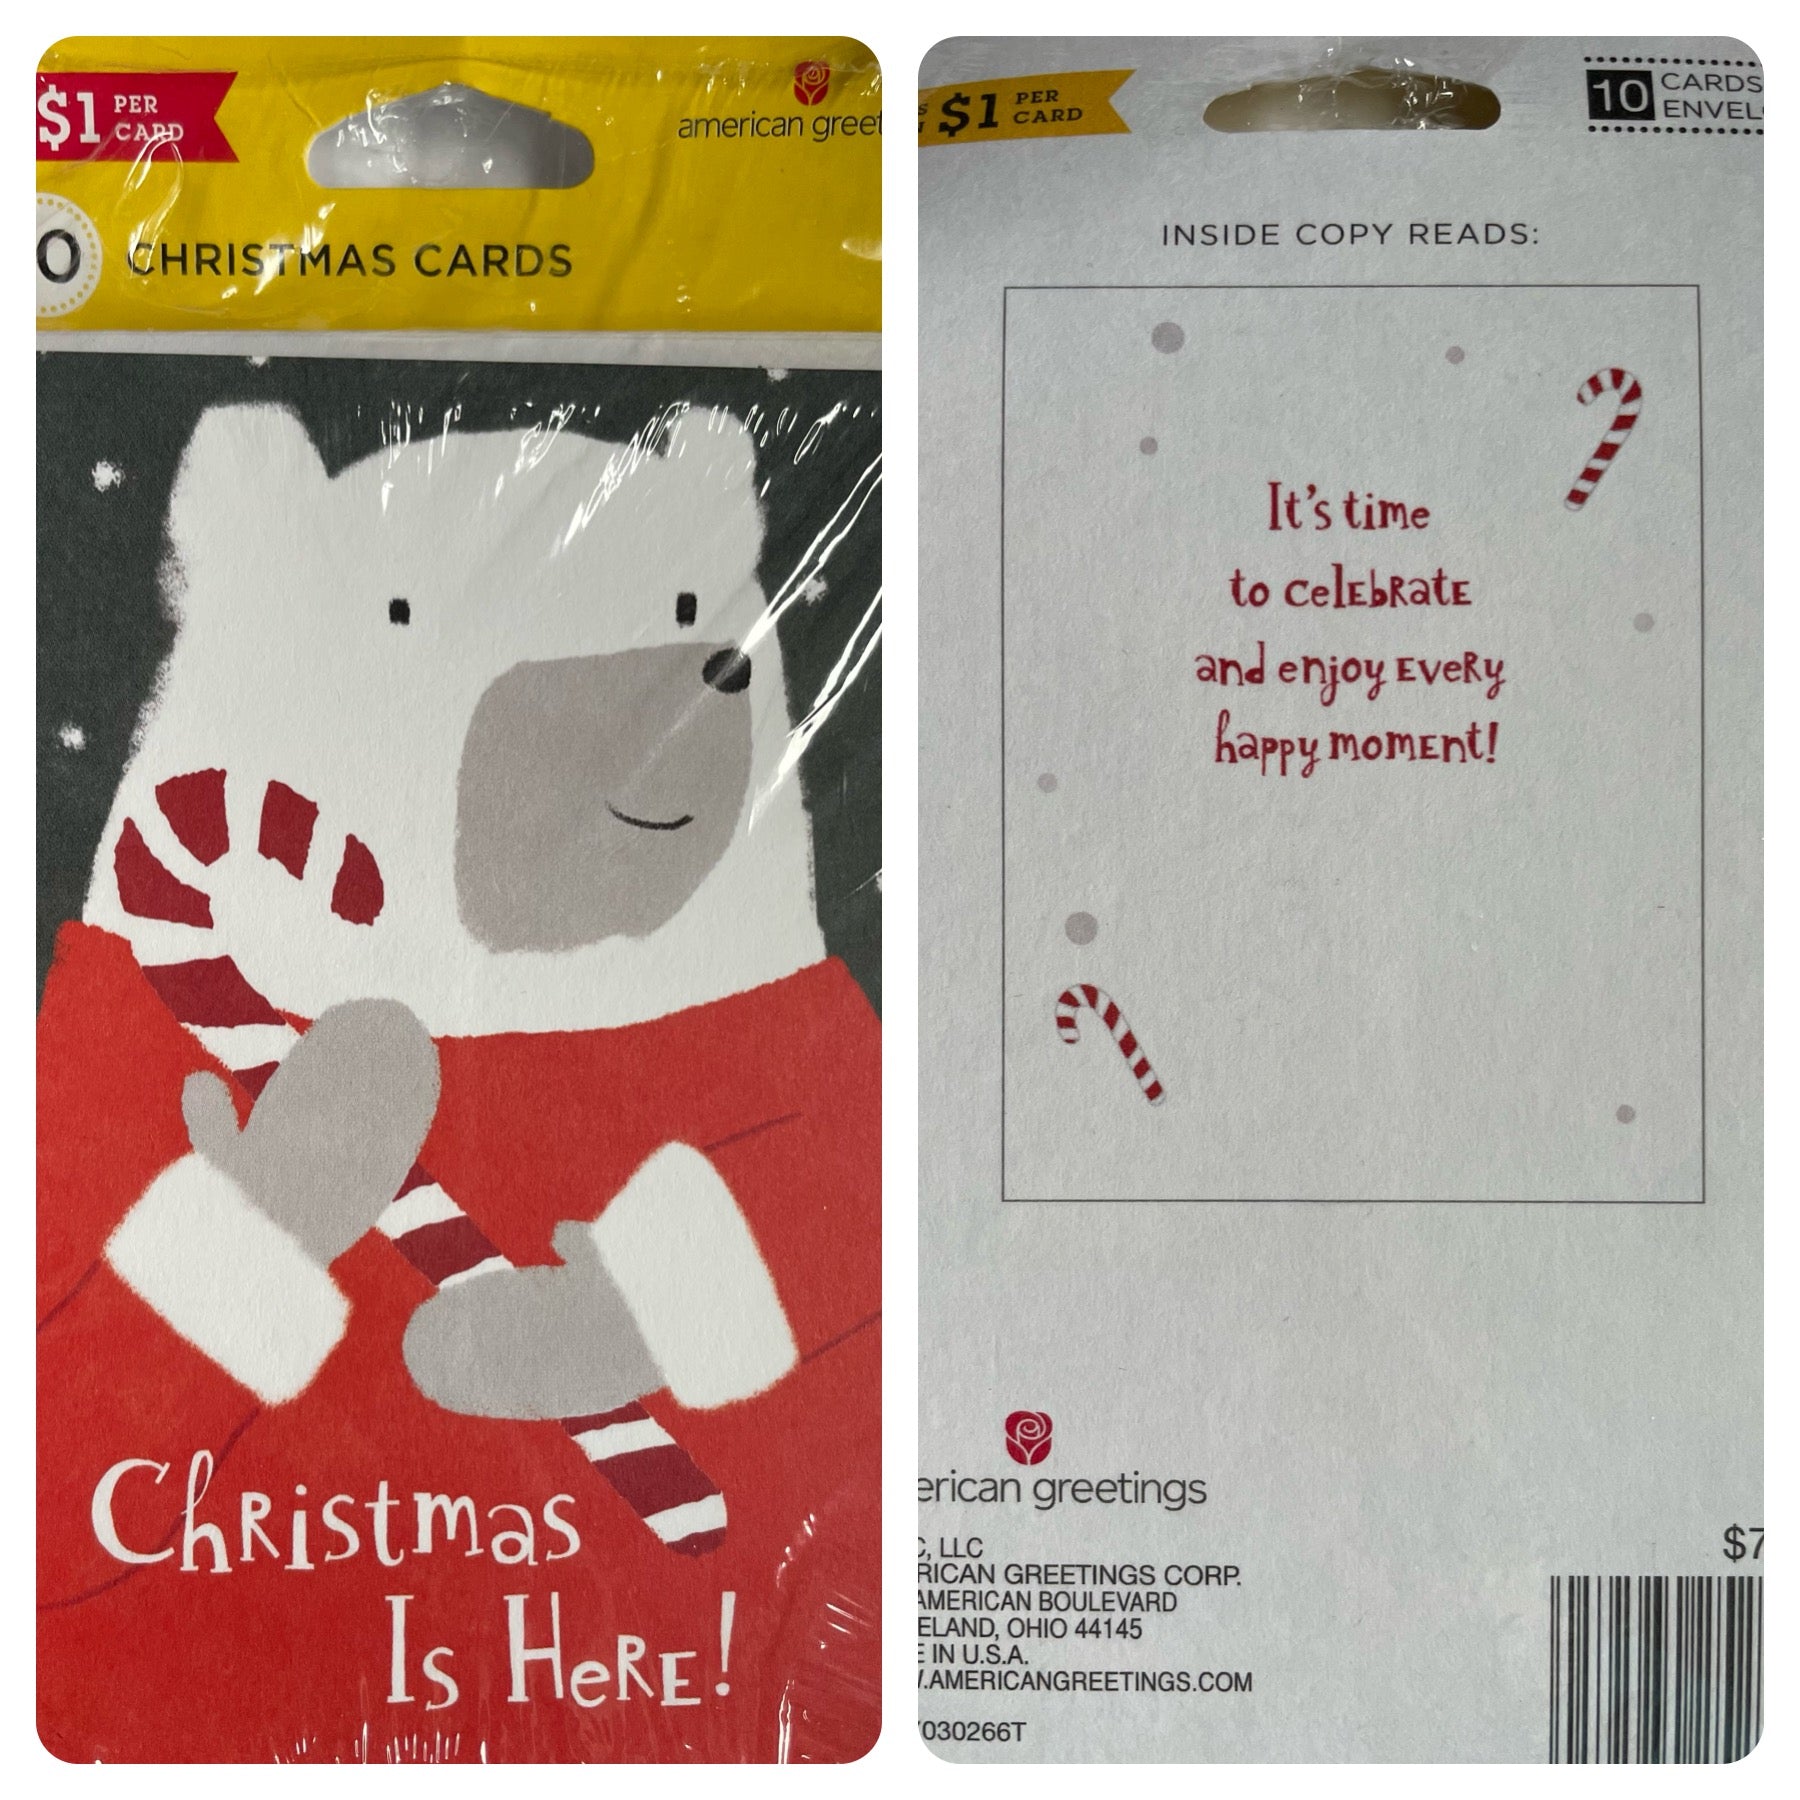 $1 PER
CARD
american greet
0 CHRISTMAS CARDS
Christmas
Is Here!
$1 PER
CARD
10 CARDS
ENVEL
INSIDE COPY READS:
It's time
to celebrate
and enjoy every
happy moment!
erican greetings
C, LLC
RICAN GREETINGS CORP.
AMERICAN BOULEVARD
ELAND, OHIO 44145
E IN U.S.A.
.AMERICANGREETINGS.COM
030266T
$7